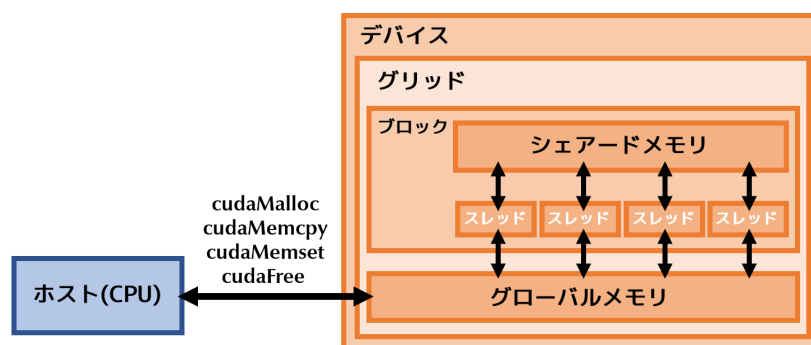 デバイス
グリッド
ブロック
シェアードメモリ
cudaMalloc
cudaMemcpy
cudaMemset
cudaFree
スレッド
スレッド
スレッド
スレッド
ホスト(CPU)
グローバルメモリ